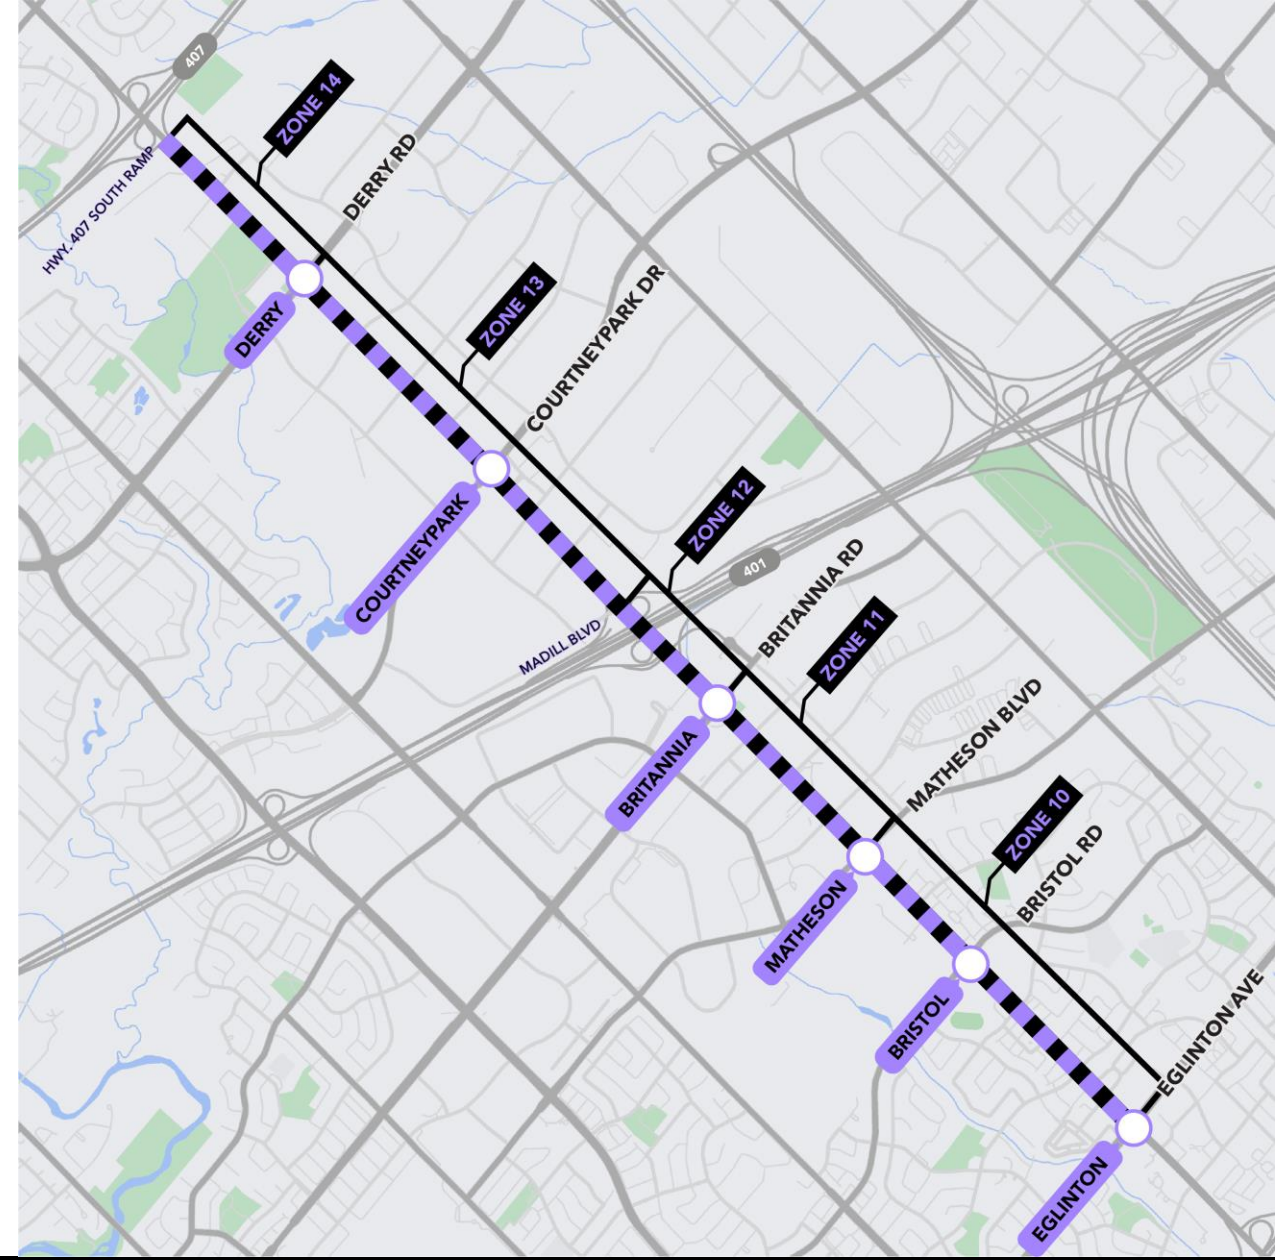 407
ZONE 14
DERRY RD
HWY. 407 SOUTH RAMP
DERRY
ZONE 13
COURTNEYPARK DR
COURTNEYPARK
ZONE 12
401
BRITANNIA RD
MADILL BLVD
ZONE 11
BRITANNIA
MATHESON BLVD
ZONE 10
BRISTOL RD
MATHESON
BRISTOL
EGLINTON AVE
EGLINTON